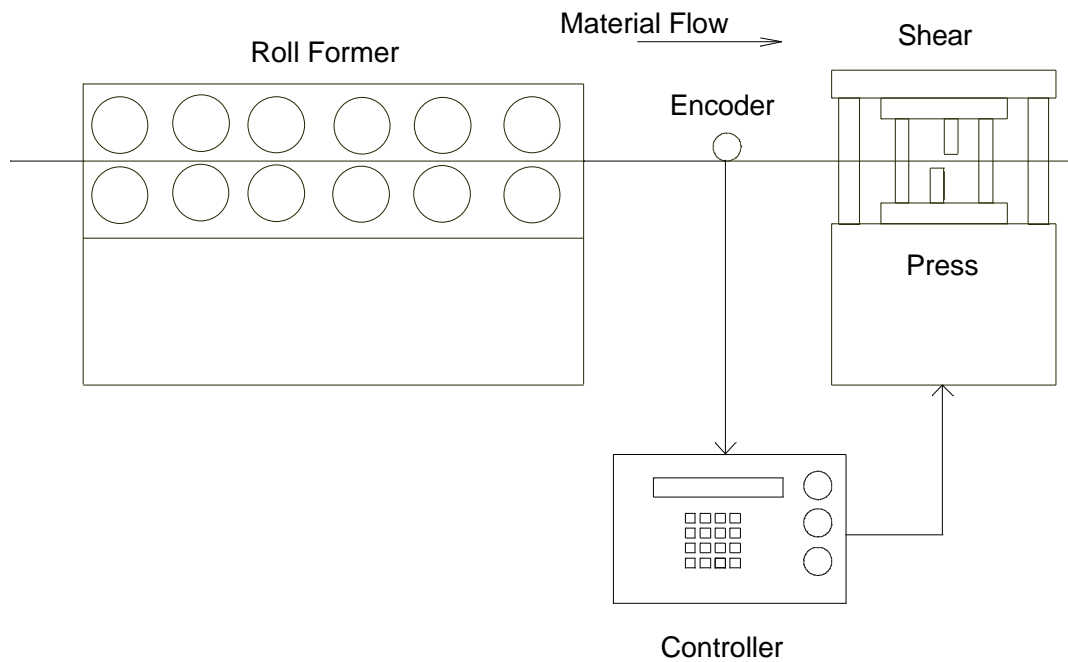 Material Flow
Shear
Roll Former
Encoder
Press
Controller